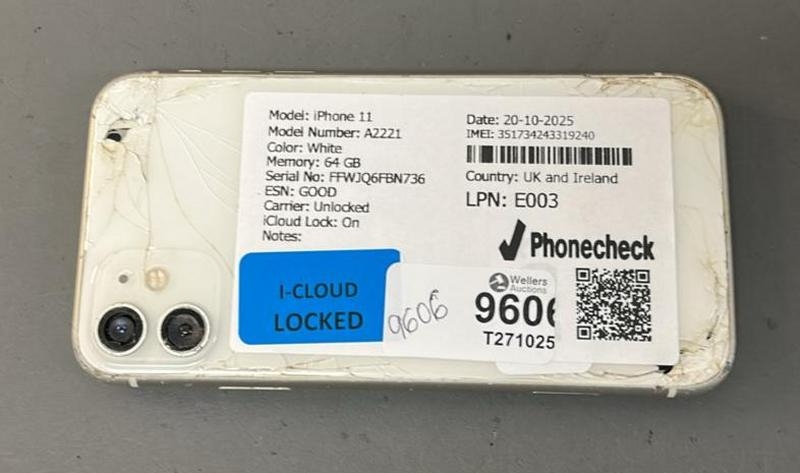 Model: iPhone 11
Model Number: A2221
Color: White
Memory: 64 GB
Serial No: FFWJQ6FBN736
ESN: GOOD
Carrier: Unlocked
iCloud Lock: On
Notes:
Date: 20-10-2025
IMEI: 351734243319240
Country: UK and Ireland
LPN: E003
Phonecheck
I-CLOUD
LOCKED
9606
Wellers
Auctions
9606
T271025